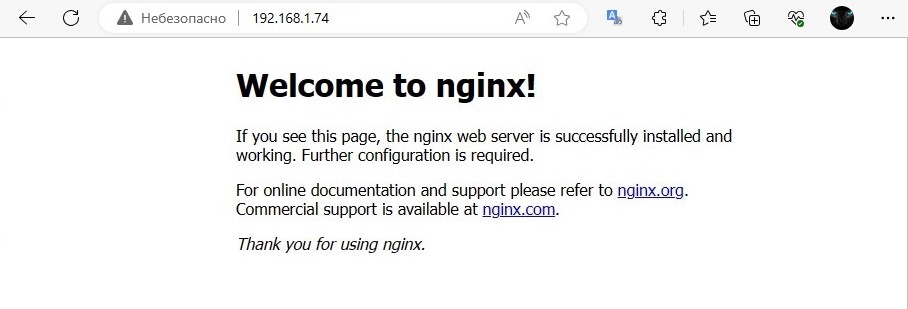 Небезопасно 192.168.1.74
Welcome to nginx!
If you see this page, the nginx web server is successfully installed and
working. Further configuration is required.
For online documentation and support please refer to nginx.org.
Commercial support is available at nginx.com.
Thank you for using nginx.